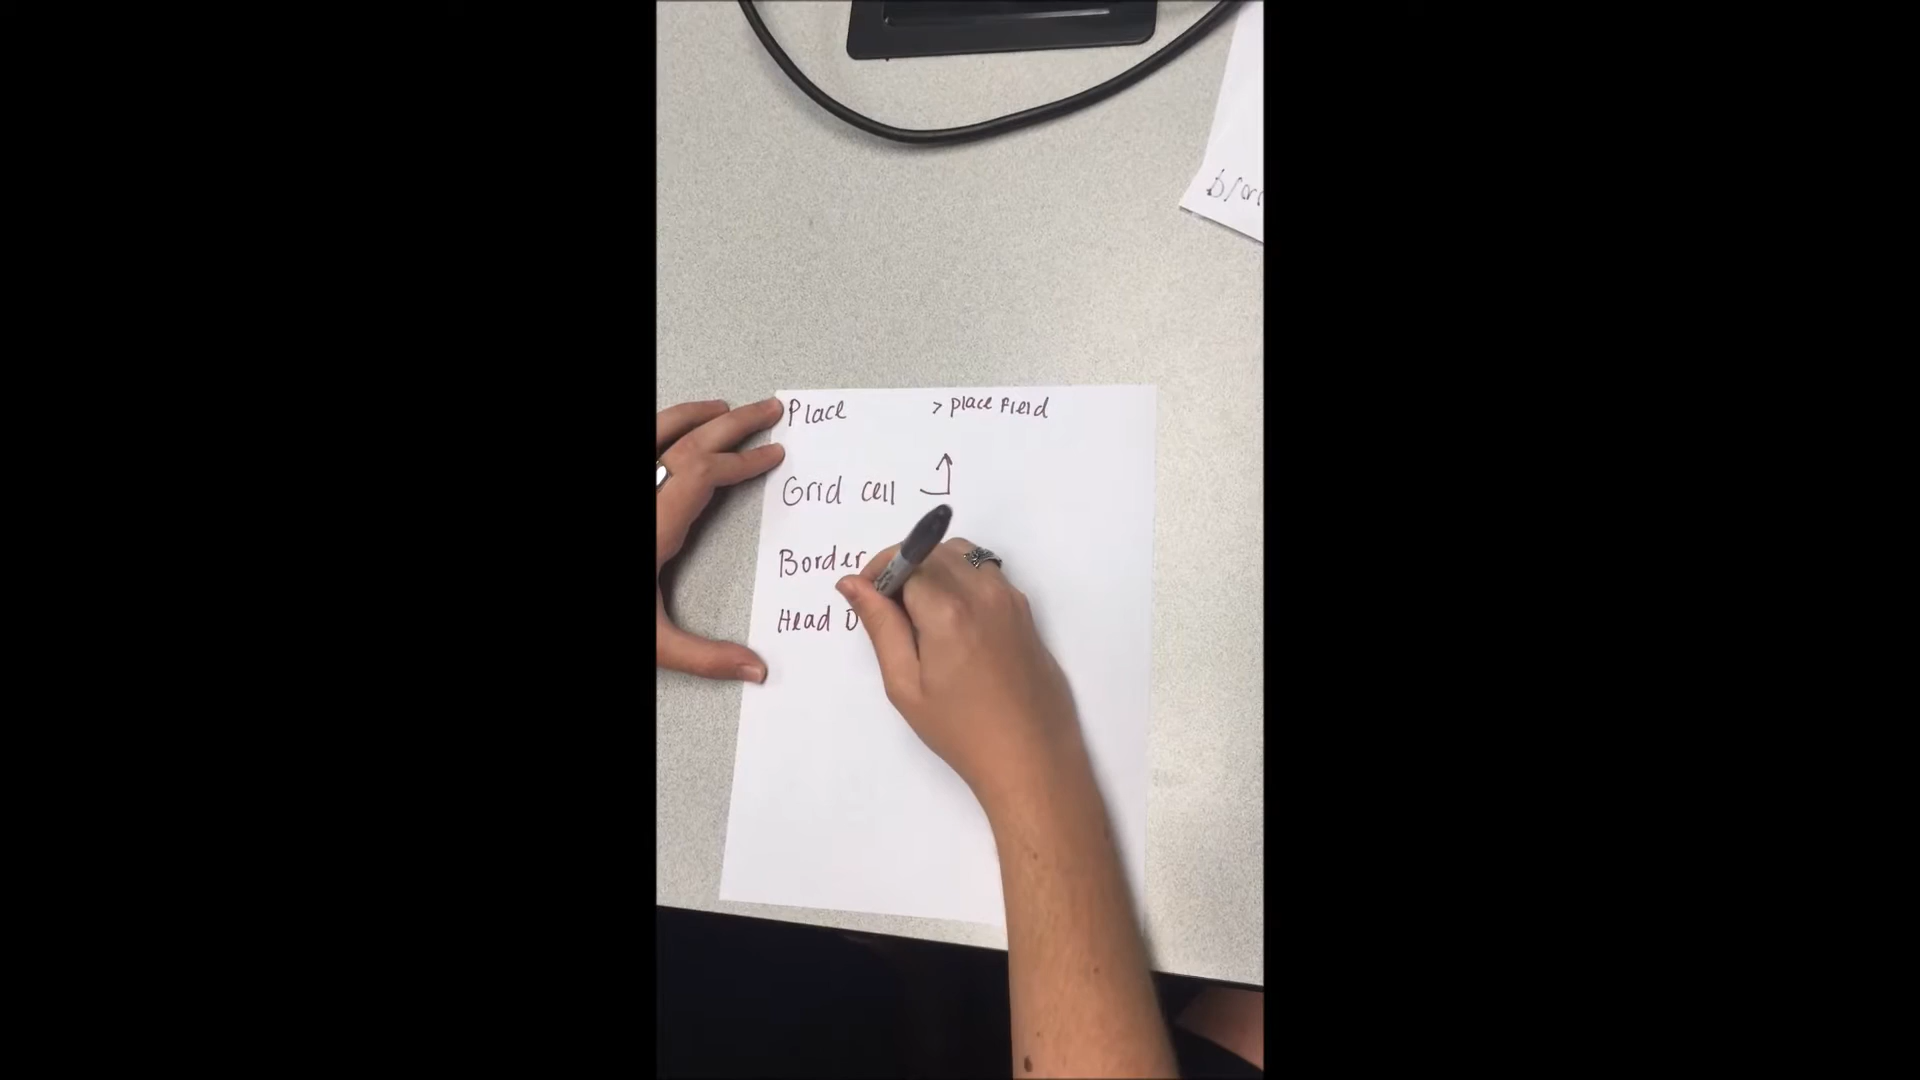 Place > place field
Grid cell
Border
Head D